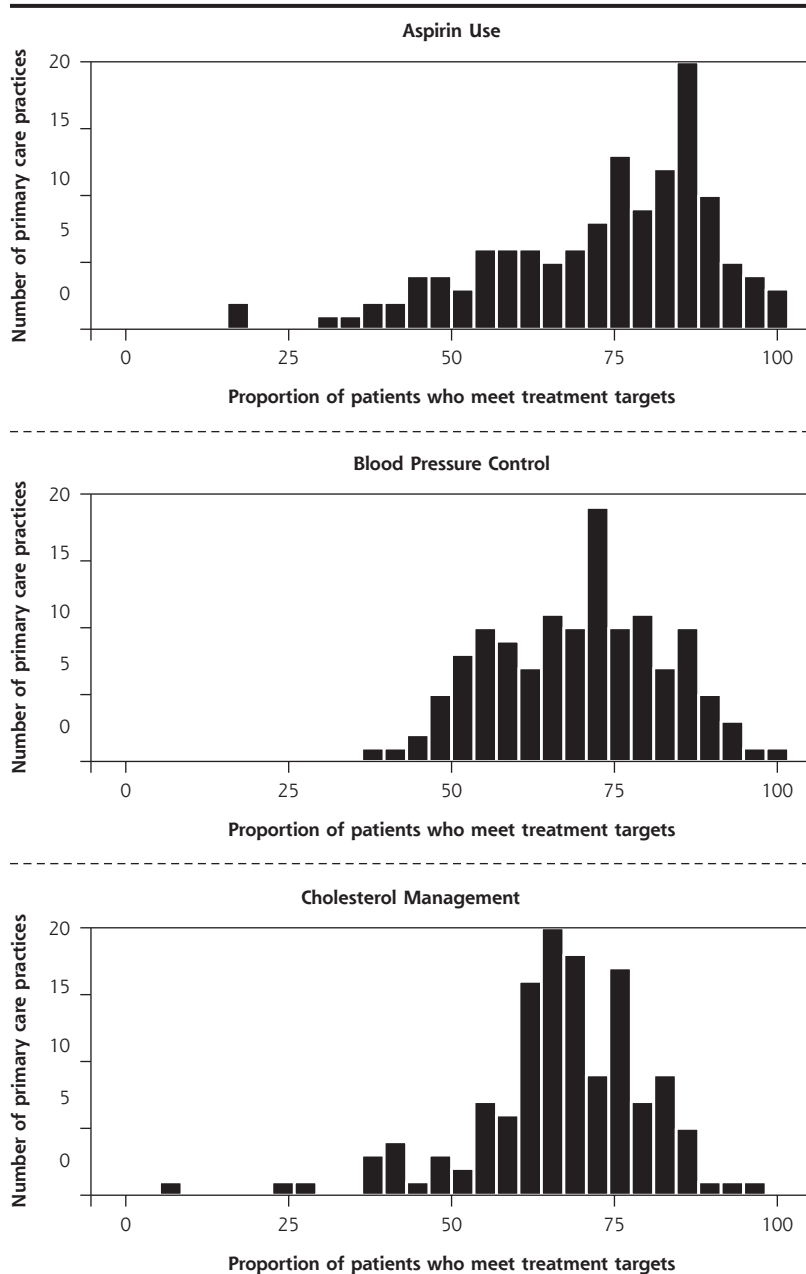 Aspirin Use
Number of primary care practices
20
15
10
5
0
0 25 50 75 100
Proportion of patients who meet treatment targets
Blood Pressure Control
Number of primary care practices
20
15
10
5
0
0 25 50 75 100
Proportion of patients who meet treatment targets
Cholesterol Management
Number of primary care practices
20
15
10
5
0
0 25 50 75 100
Proportion of patients who meet treatment targets